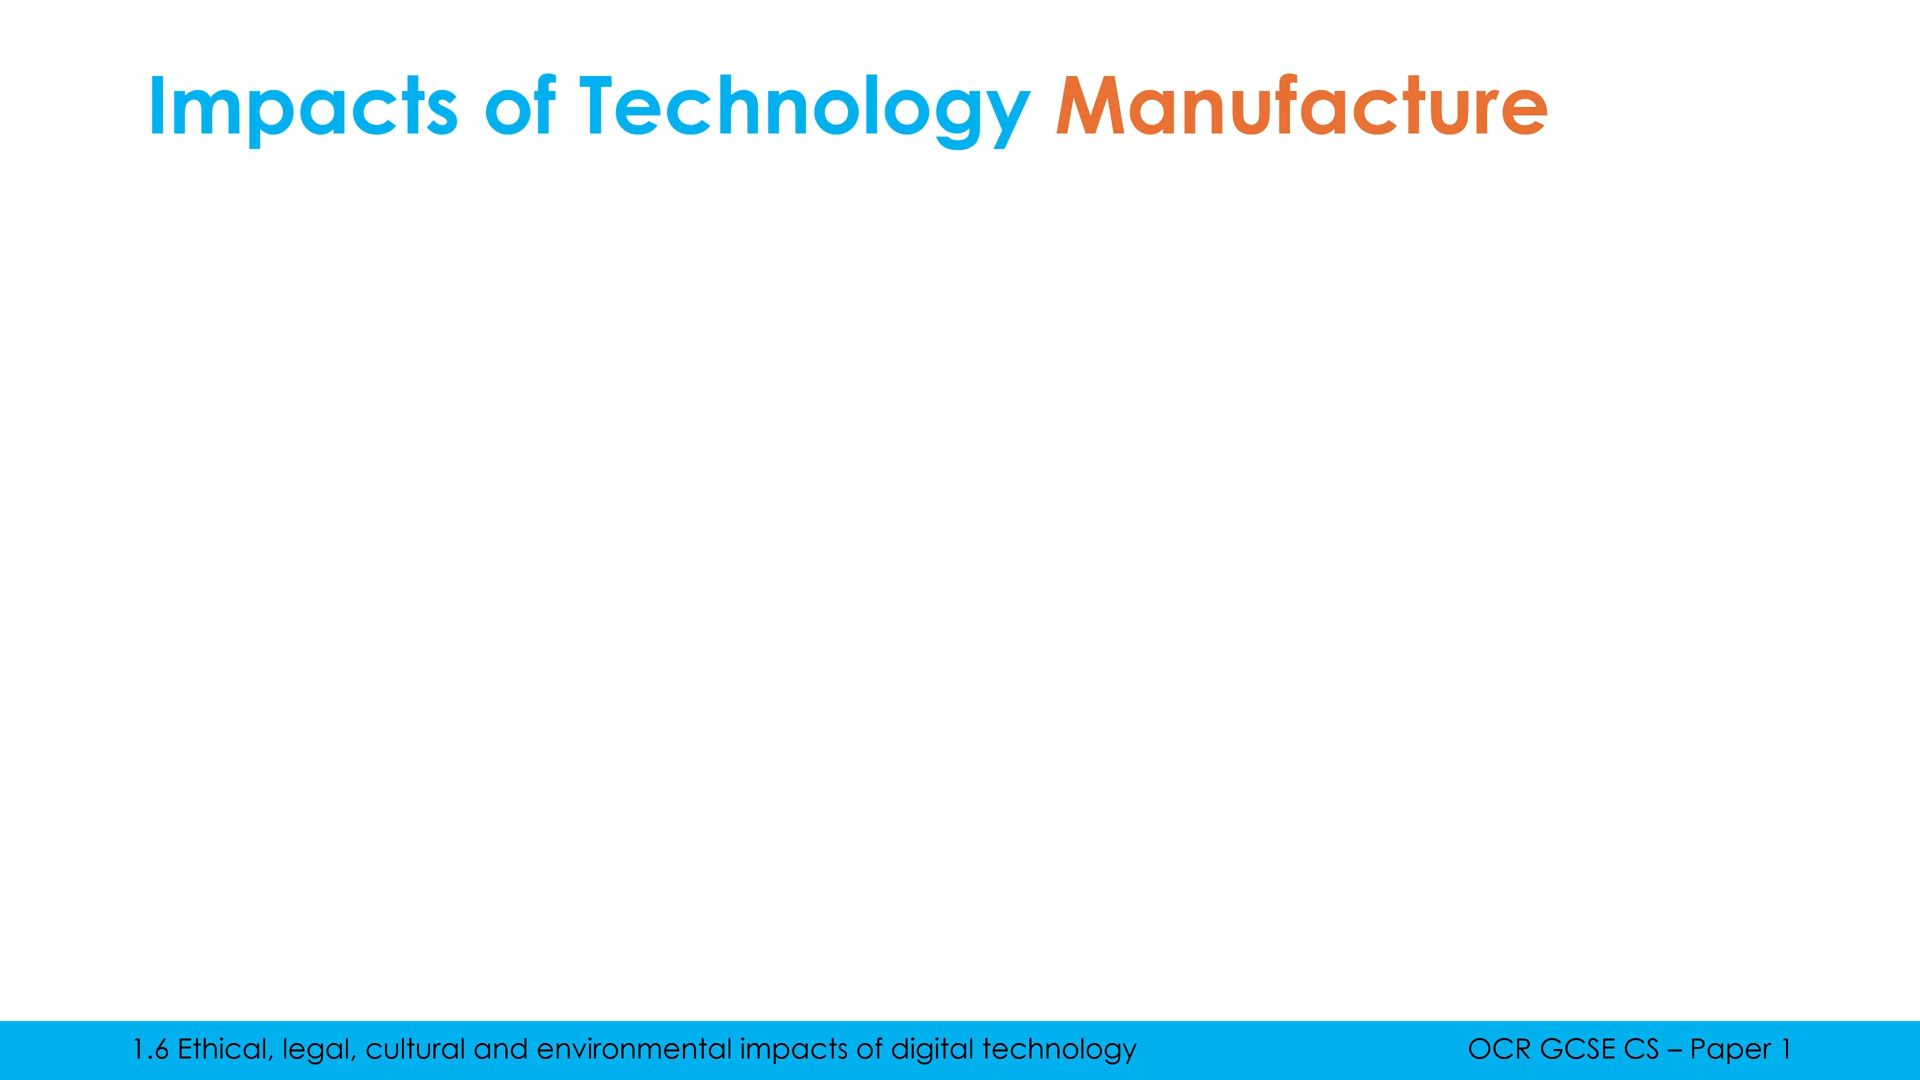 Impacts of Technology Manufacture
1.6 Ethical, legal, cultural and environmental impacts of digital technology
OCR GCSE CS – Paper 1